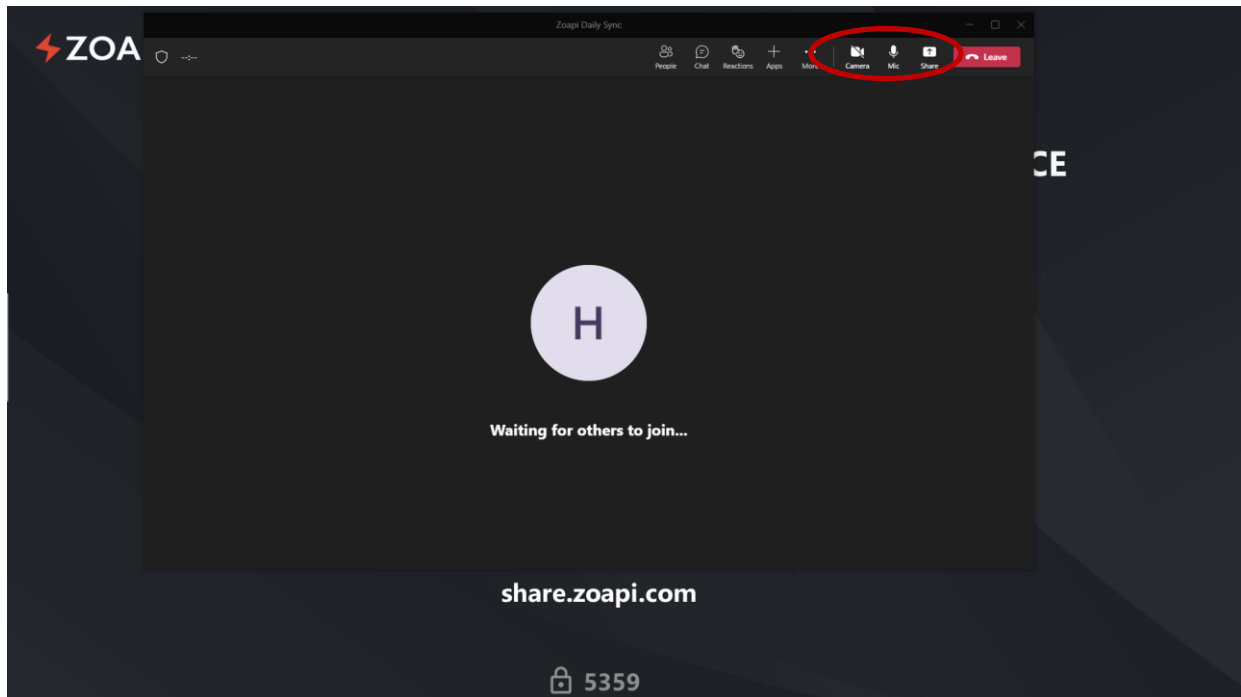 Zoapi Daily Sync
ZOA
--:--
People Chat Reactions Apps More Camera Mic Share Leave
CE
H
Waiting for others to join...
share.zoapi.com
5359